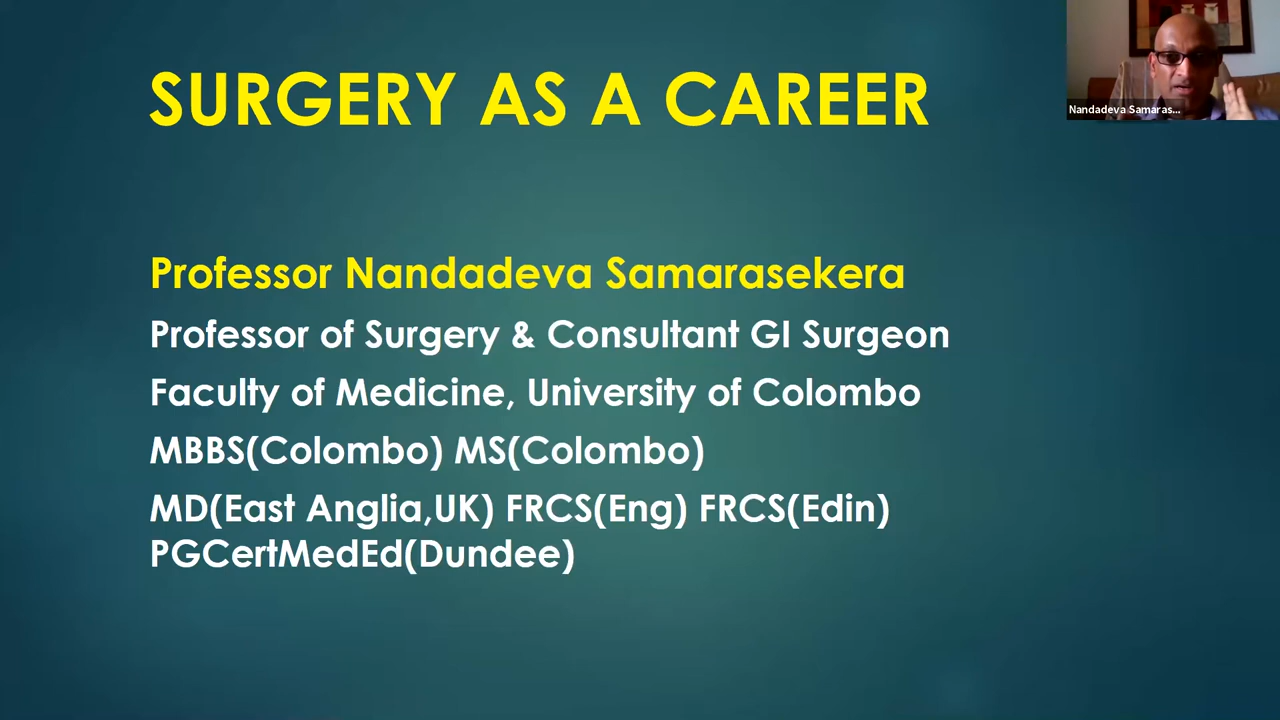 SURGERY AS A CAREER
Nandadeva Samaras...
Professor Nandadeva Samarasekera
Professor of Surgery & Consultant GI Surgeon
Faculty of Medicine, University of Colombo
MBBS(Colombo) MS(Colombo)
MD(East Anglia,UK) FRCS(Eng) FRCS(Edin)
PGCertMedEd(Dundee)